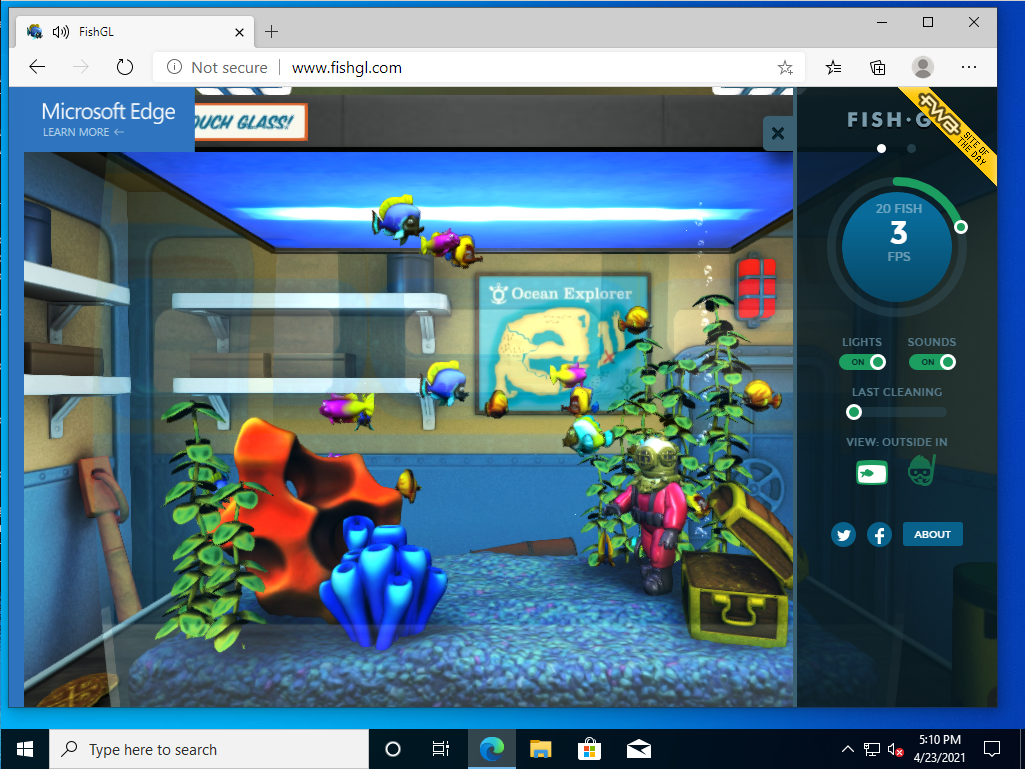 FishGL
Not secure
www.fishgl.com
Microsoft Edge
LEARN MORE
OUCH GLASS!
FISH·G
fwa
SITE OF
THE DAY
20 FISH
3
FPS
Ocean Explorer
LIGHTS
SOUNDS
ON
ON
LAST CLEANING
VIEW: OUTSIDE IN
ABOUT
Type here to search
5:10 PM
4/23/2021